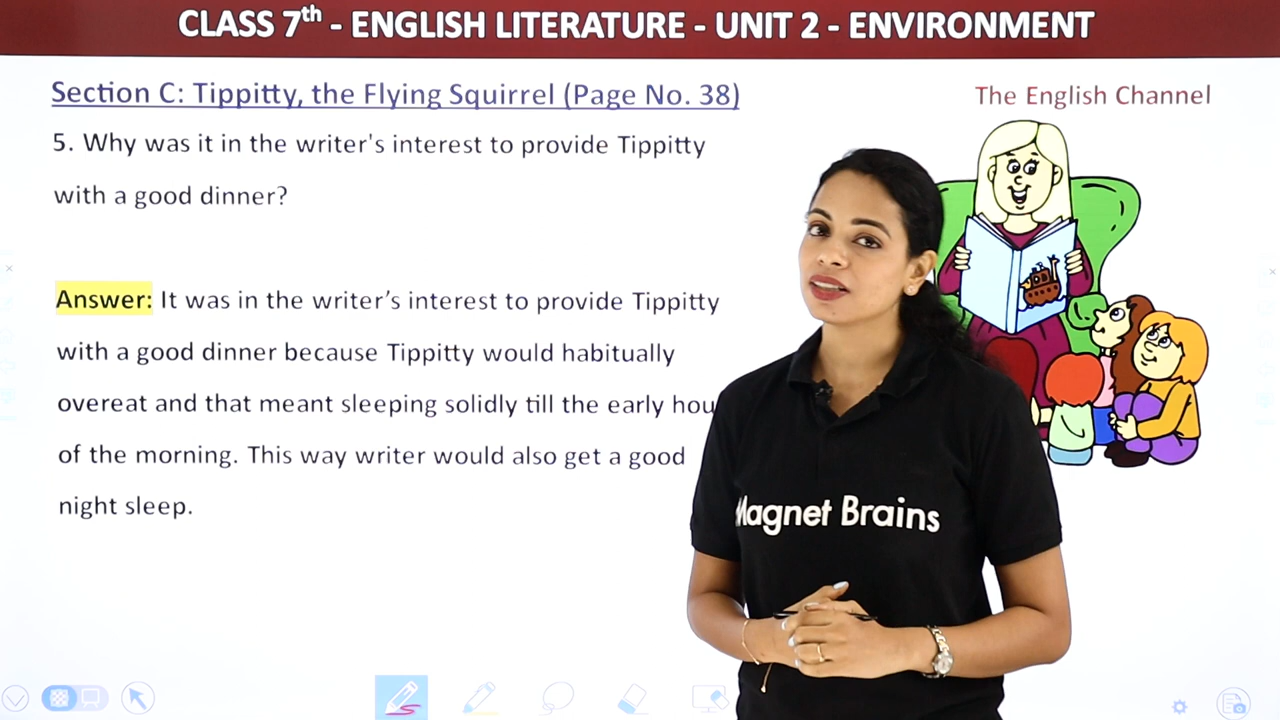 CLASS 7th - ENGLISH LITERATURE - UNIT 2 - ENVIRONMENT
Section C: Tippitty, the Flying Squirrel (Page No. 38)
The English Channel
5. Why was it in the writer's interest to provide Tippitty
with a good dinner?
Answer: It was in the writer’s interest to provide Tippitty
with a good dinner because Tippitty would habitually
overeat and that meant sleeping solidly till the early
of the morning. This way writer would also get a good
night sleep.
Magnet Brains